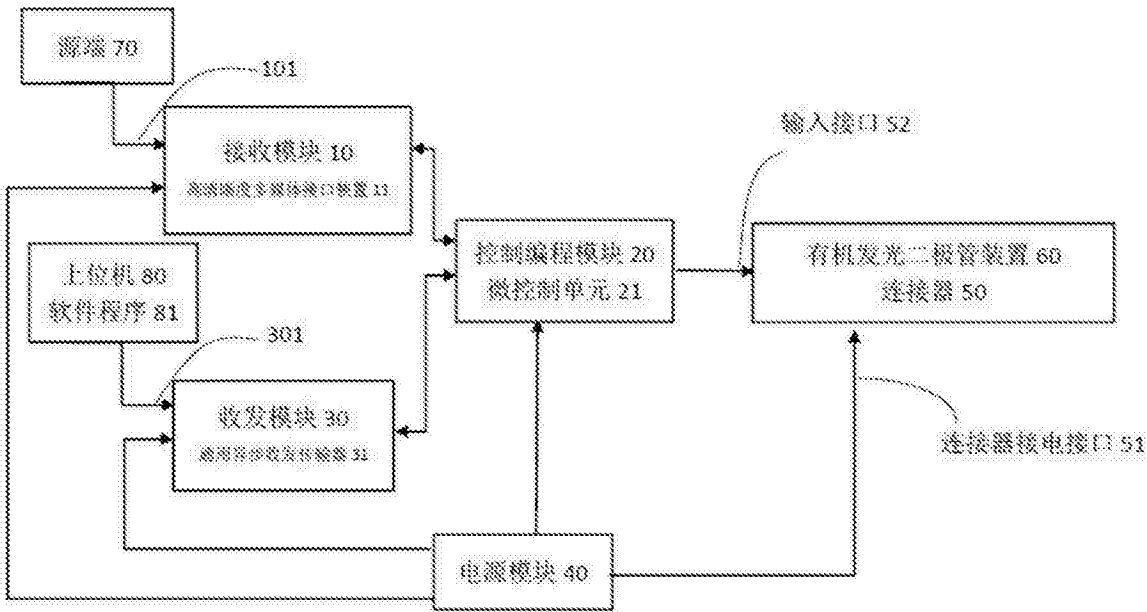 源端 70
101
接收模块 10
高清晰度多媒体接口装置 11
输入接口 52
上位机 80
软件程序 81
控制编程模块 20
微控制单元 21
有机发光二极管装置 60
连接器 50
301
收发模块 30
通用异步收发传输器 31
连接器接电接口 51
电源模块 40